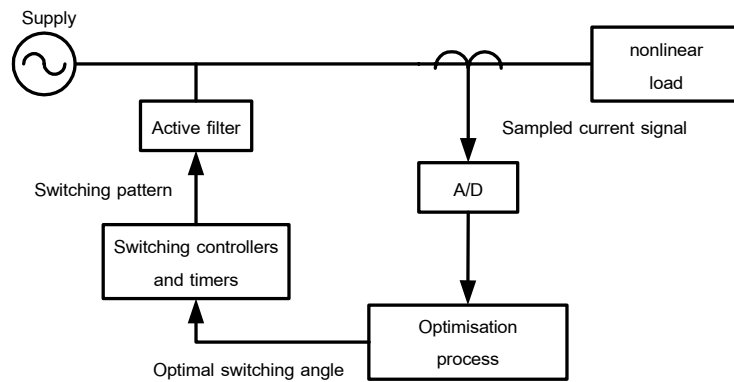 Supply
nonlinear
load
Active filter
Sampled current signal
Switching pattern
A/D
Switching controllers
and timers
Optimisation
process
Optimal switching angle